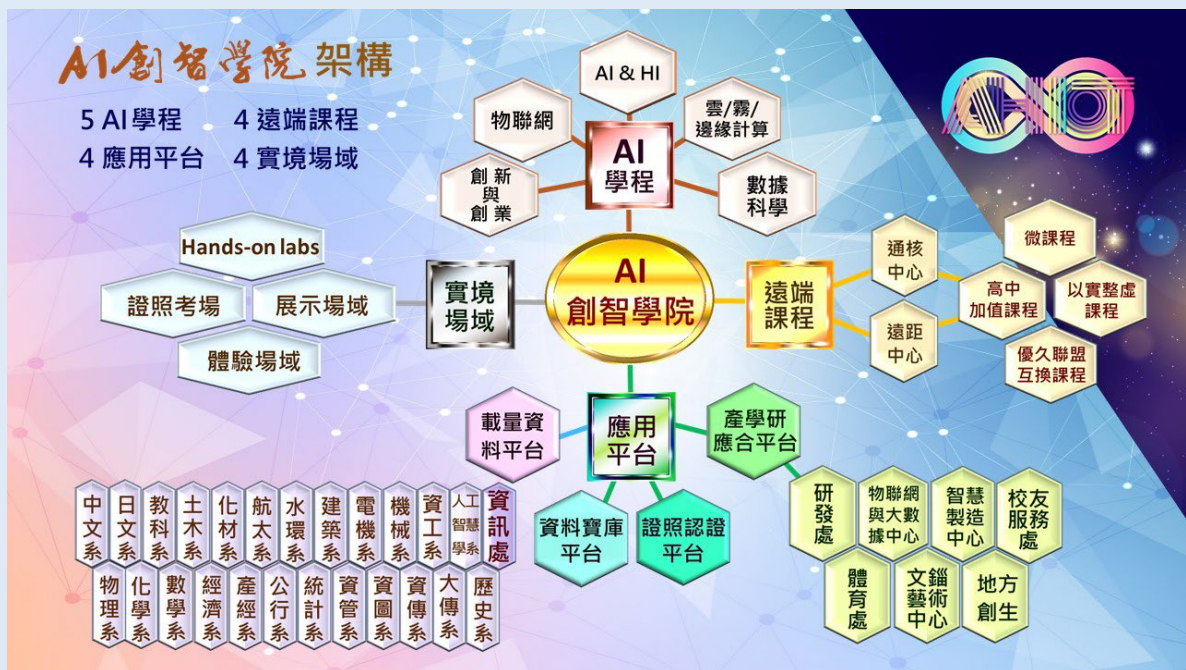 AI創智學院 架構
5 AI學程 4 遠端課程
4 應用平台 4 實境場域
AI & HI
物聯網
雲/霧/
邊緣計算
創新
與
創業
AI
學程
數據
科學
Hands-on labs
證照考場
展示場域
體驗場域
實境
場域
AI
創智學院
遠端
課程
通核
中心
遠距
中心
微課程
高中
加值課程
以實整虛
課程
優久聯盟
互換課程
載量資
料平台
應用
平台
產學研
應合平台
資料寶庫
平台
證照認證
平台
中文系
日文系
教科系
土木系
化材系
航太系
水環系
建築系
電機系
機械系
資工系
人工智慧學系
資訊處
物理系
化學系
數學系
經濟系
產經系
公行系
統計系
資管系
資圖系
資傳系
大傳系
歷史系
研發處
物聯網
與大數
據中心
智慧
製造
中心
校友
服務
處
體育處
文錙
藝術
中心
地方
創生